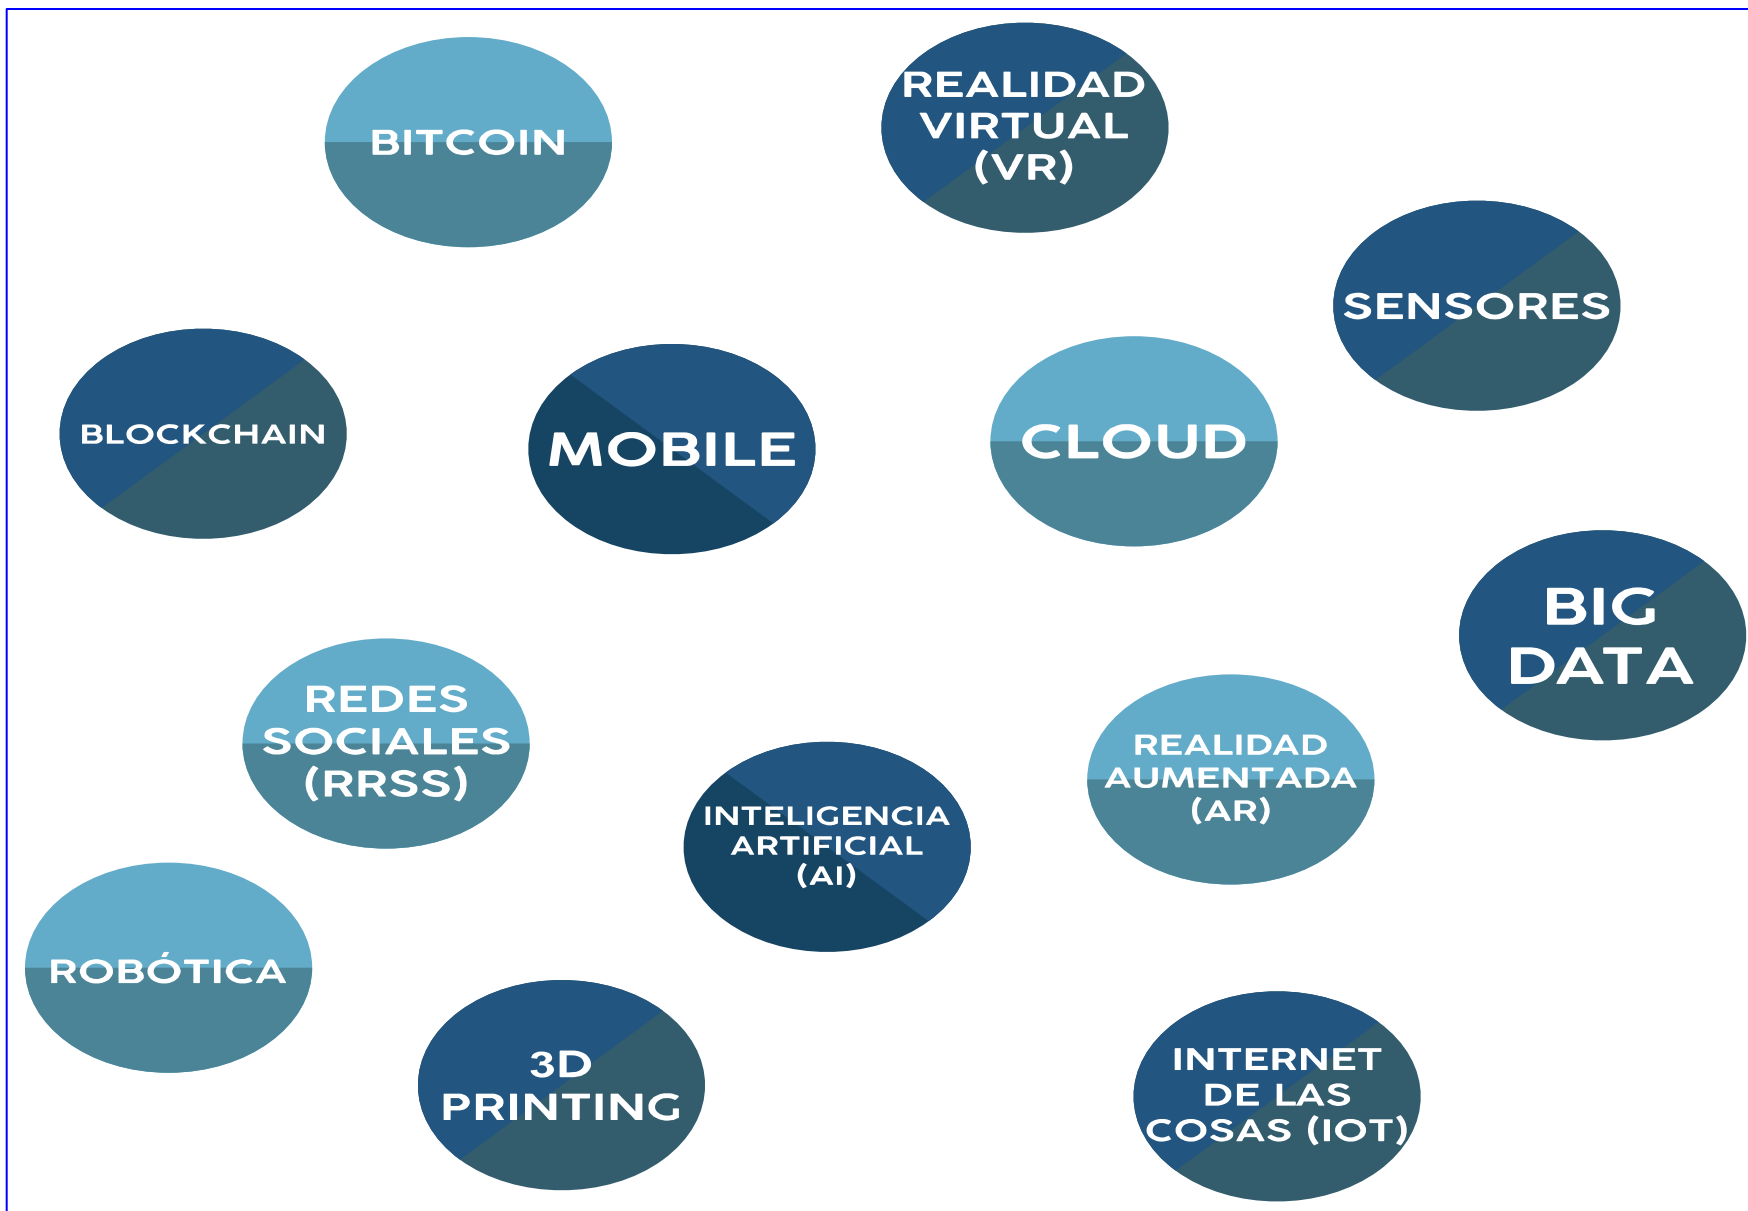 BITCOIN
REALIDAD
VIRTUAL
(VR)
SENSORES
BLOCKCHAIN
MOBILE
CLOUD
BIG
DATA
REDES
SOCIALES
(RRSS)
REALIDAD
AUMENTADA
(AR)
INTELIGENCIA
ARTIFICIAL
(AI)
ROBÓTICA
3D
PRINTING
INTERNET
DE LAS
COSAS (IOT)